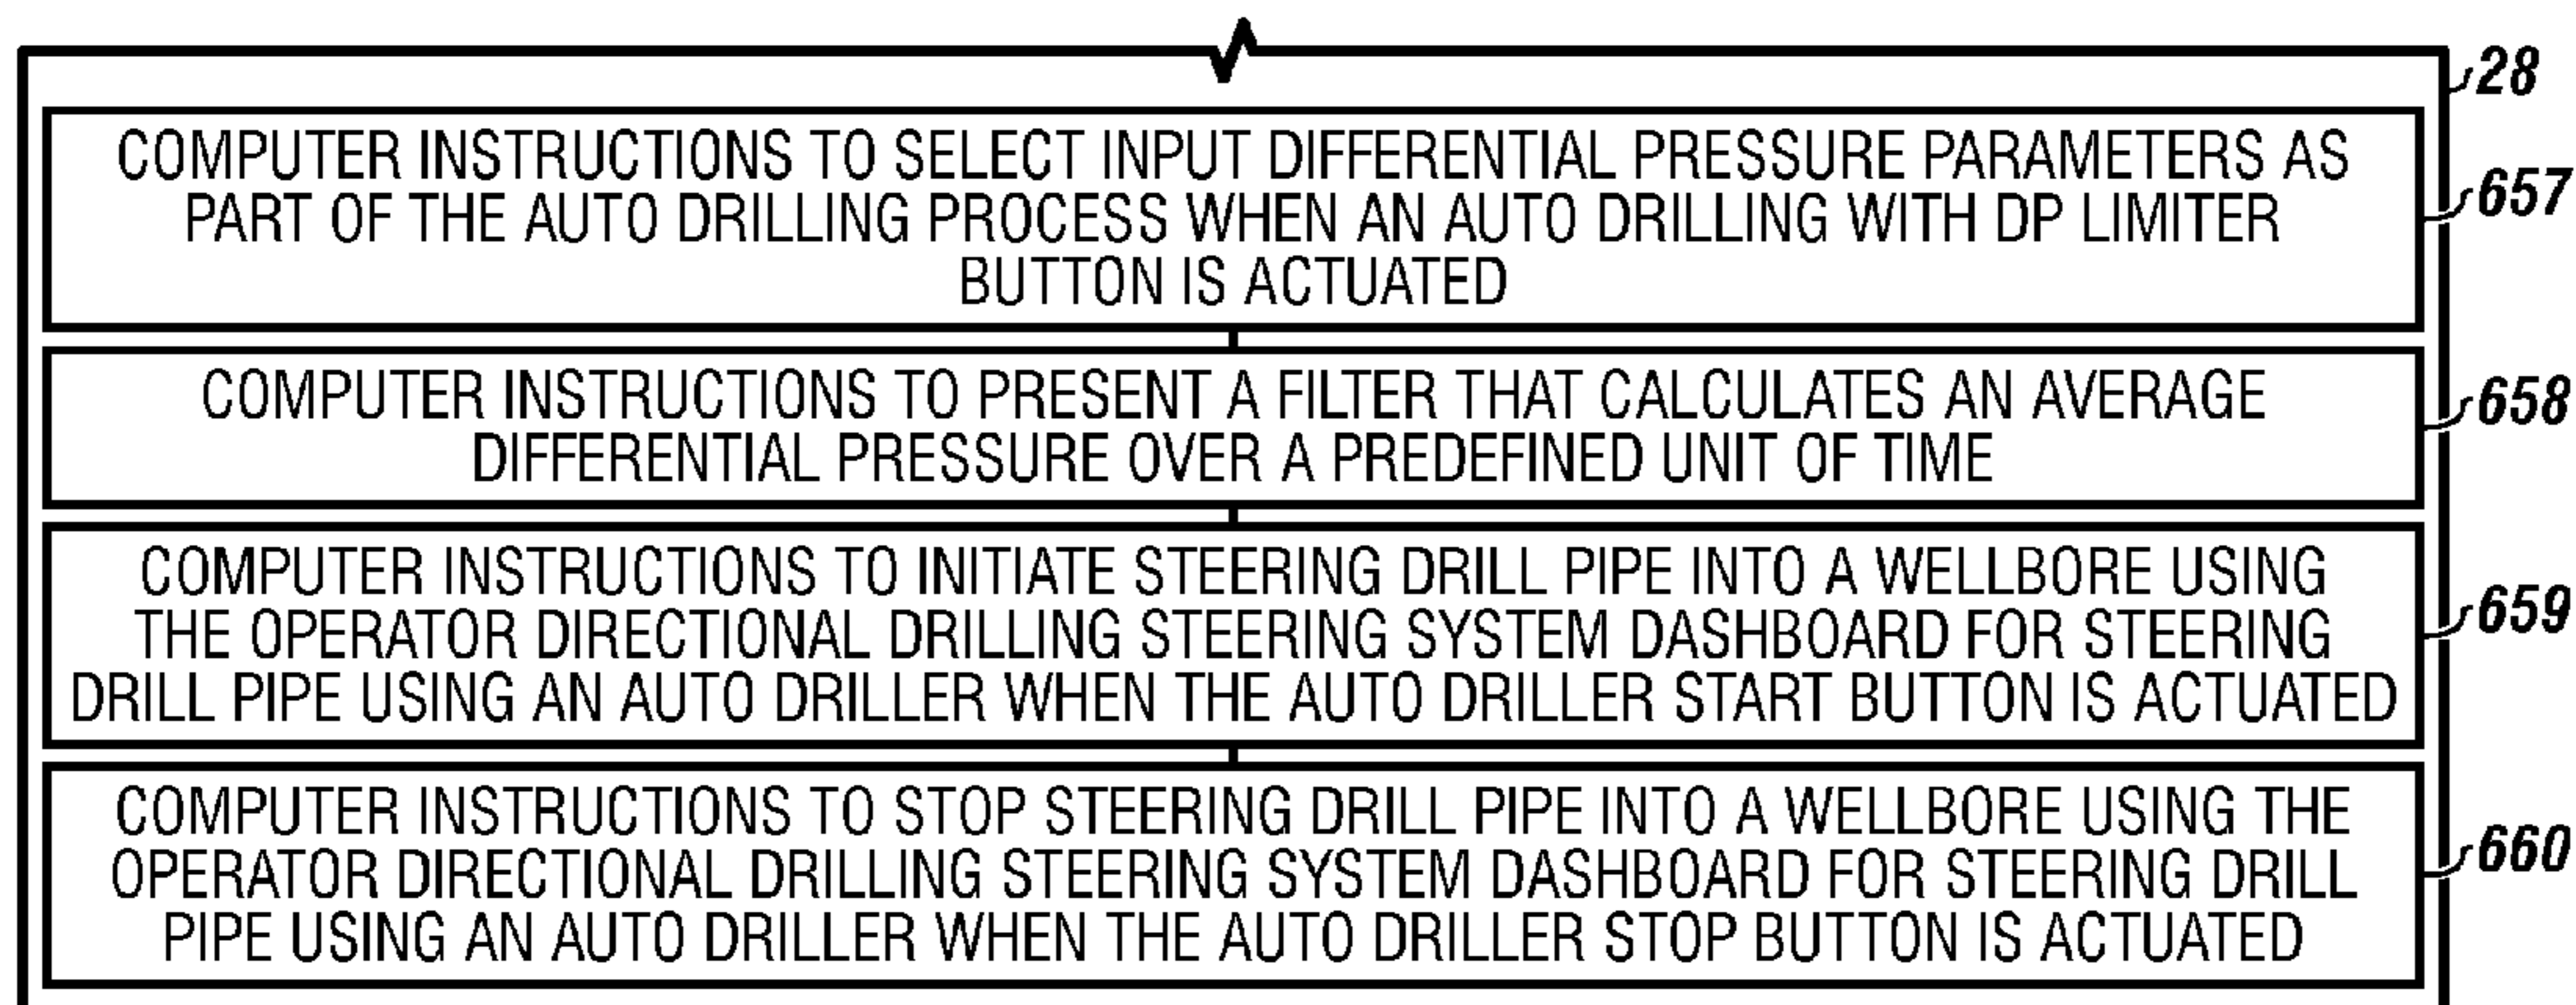 28
COMPUTER INSTRUCTIONS TO SELECT INPUT DIFFERENTIAL PRESSURE PARAMETERS AS
PART OF THE AUTO DRILLING PROCESS WHEN AN AUTO DRILLING WITH DP LIMITER
BUTTON IS ACTUATED
657
COMPUTER INSTRUCTIONS TO PRESENT A FILTER THAT CALCULATES AN AVERAGE
DIFFERENTIAL PRESSURE OVER A PREDEFINED UNIT OF TIME
658
COMPUTER INSTRUCTIONS TO INITIATE STEERING DRILL PIPE INTO A WELLBORE USING
THE OPERATOR DIRECTIONAL DRILLING STEERING SYSTEM DASHBOARD FOR STEERING
DRILL PIPE USING AN AUTO DRILLER WHEN THE AUTO DRILLER START BUTTON IS ACTUATED
659
COMPUTER INSTRUCTIONS TO STOP STEERING DRILL PIPE INTO A WELLBORE USING THE
OPERATOR DIRECTIONAL DRILLING STEERING SYSTEM DASHBOARD FOR STEERING DRILL
PIPE USING AN AUTO DRILLER WHEN THE AUTO DRILLER STOP BUTTON IS ACTUATED
660